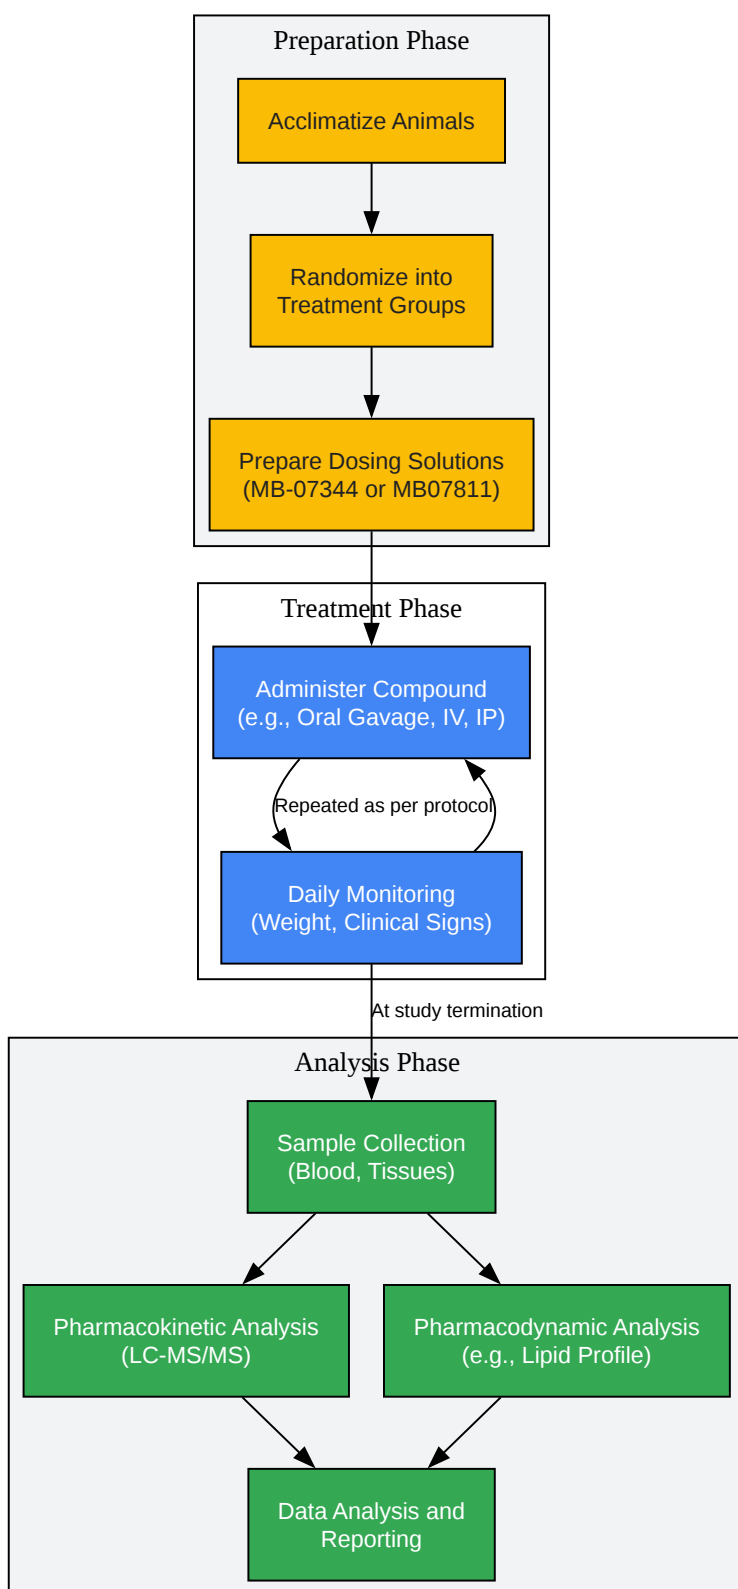 Preparation Phase
Acclimatize Animals
Randomize into
Treatment Groups
Prepare Dosing Solutions
(MB-07344 or MB07811)
Treatment Phase
Administer Compound
(e.g., Oral Gavage, IV, IP)
Repeated as per protocol
Daily Monitoring
(Weight, Clinical Signs)
At study termination
Analysis Phase
Sample Collection
(Blood, Tissues)
Pharmacokinetic Analysis
(LC-MS/MS)
Pharmacodynamic Analysis
(e.g., Lipid Profile)
Data Analysis and
Reporting